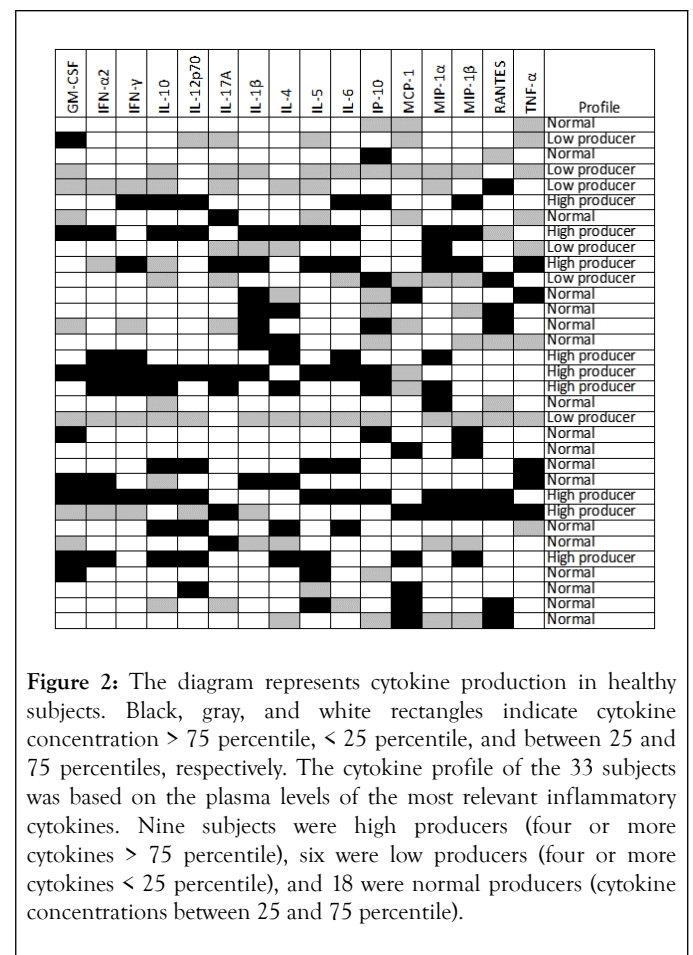 GM-CSF
IFN-α2
IFN-γ
IL-10
IL-12p70
IL-17A
IL-1β
IL-4
IL-5
IL-6
IP-10
MCP-1
MIP-1α
MIP-1β
RANTES
TNF-α
Profile
Normal
Low producer
Normal
Low producer
Low producer
High producer
Normal
High producer
Low producer
High producer
Low producer
Normal
Normal
Normal
Normal
High producer
High producer
High producer
Normal
Low producer
Normal
Normal
Normal
Normal
High producer
High producer
Normal
Normal
High producer
Normal
Normal
Normal
Normal
Figure 2: The diagram represents cytokine production in healthy
subjects. Black, gray, and white rectangles indicate cytokine
concentration > 75 percentile, < 25 percentile, and between 25 and
75 percentiles, respectively. The cytokine profile of the 33 subjects
was based on the plasma levels of the most relevant inflammatory
cytokines. Nine subjects were high producers (four or more
cytokines > 75 percentile), six were low producers (four or more
cytokines < 25 percentile), and 18 were normal producers (cytokine
concentrations between 25 and 75 percentile).